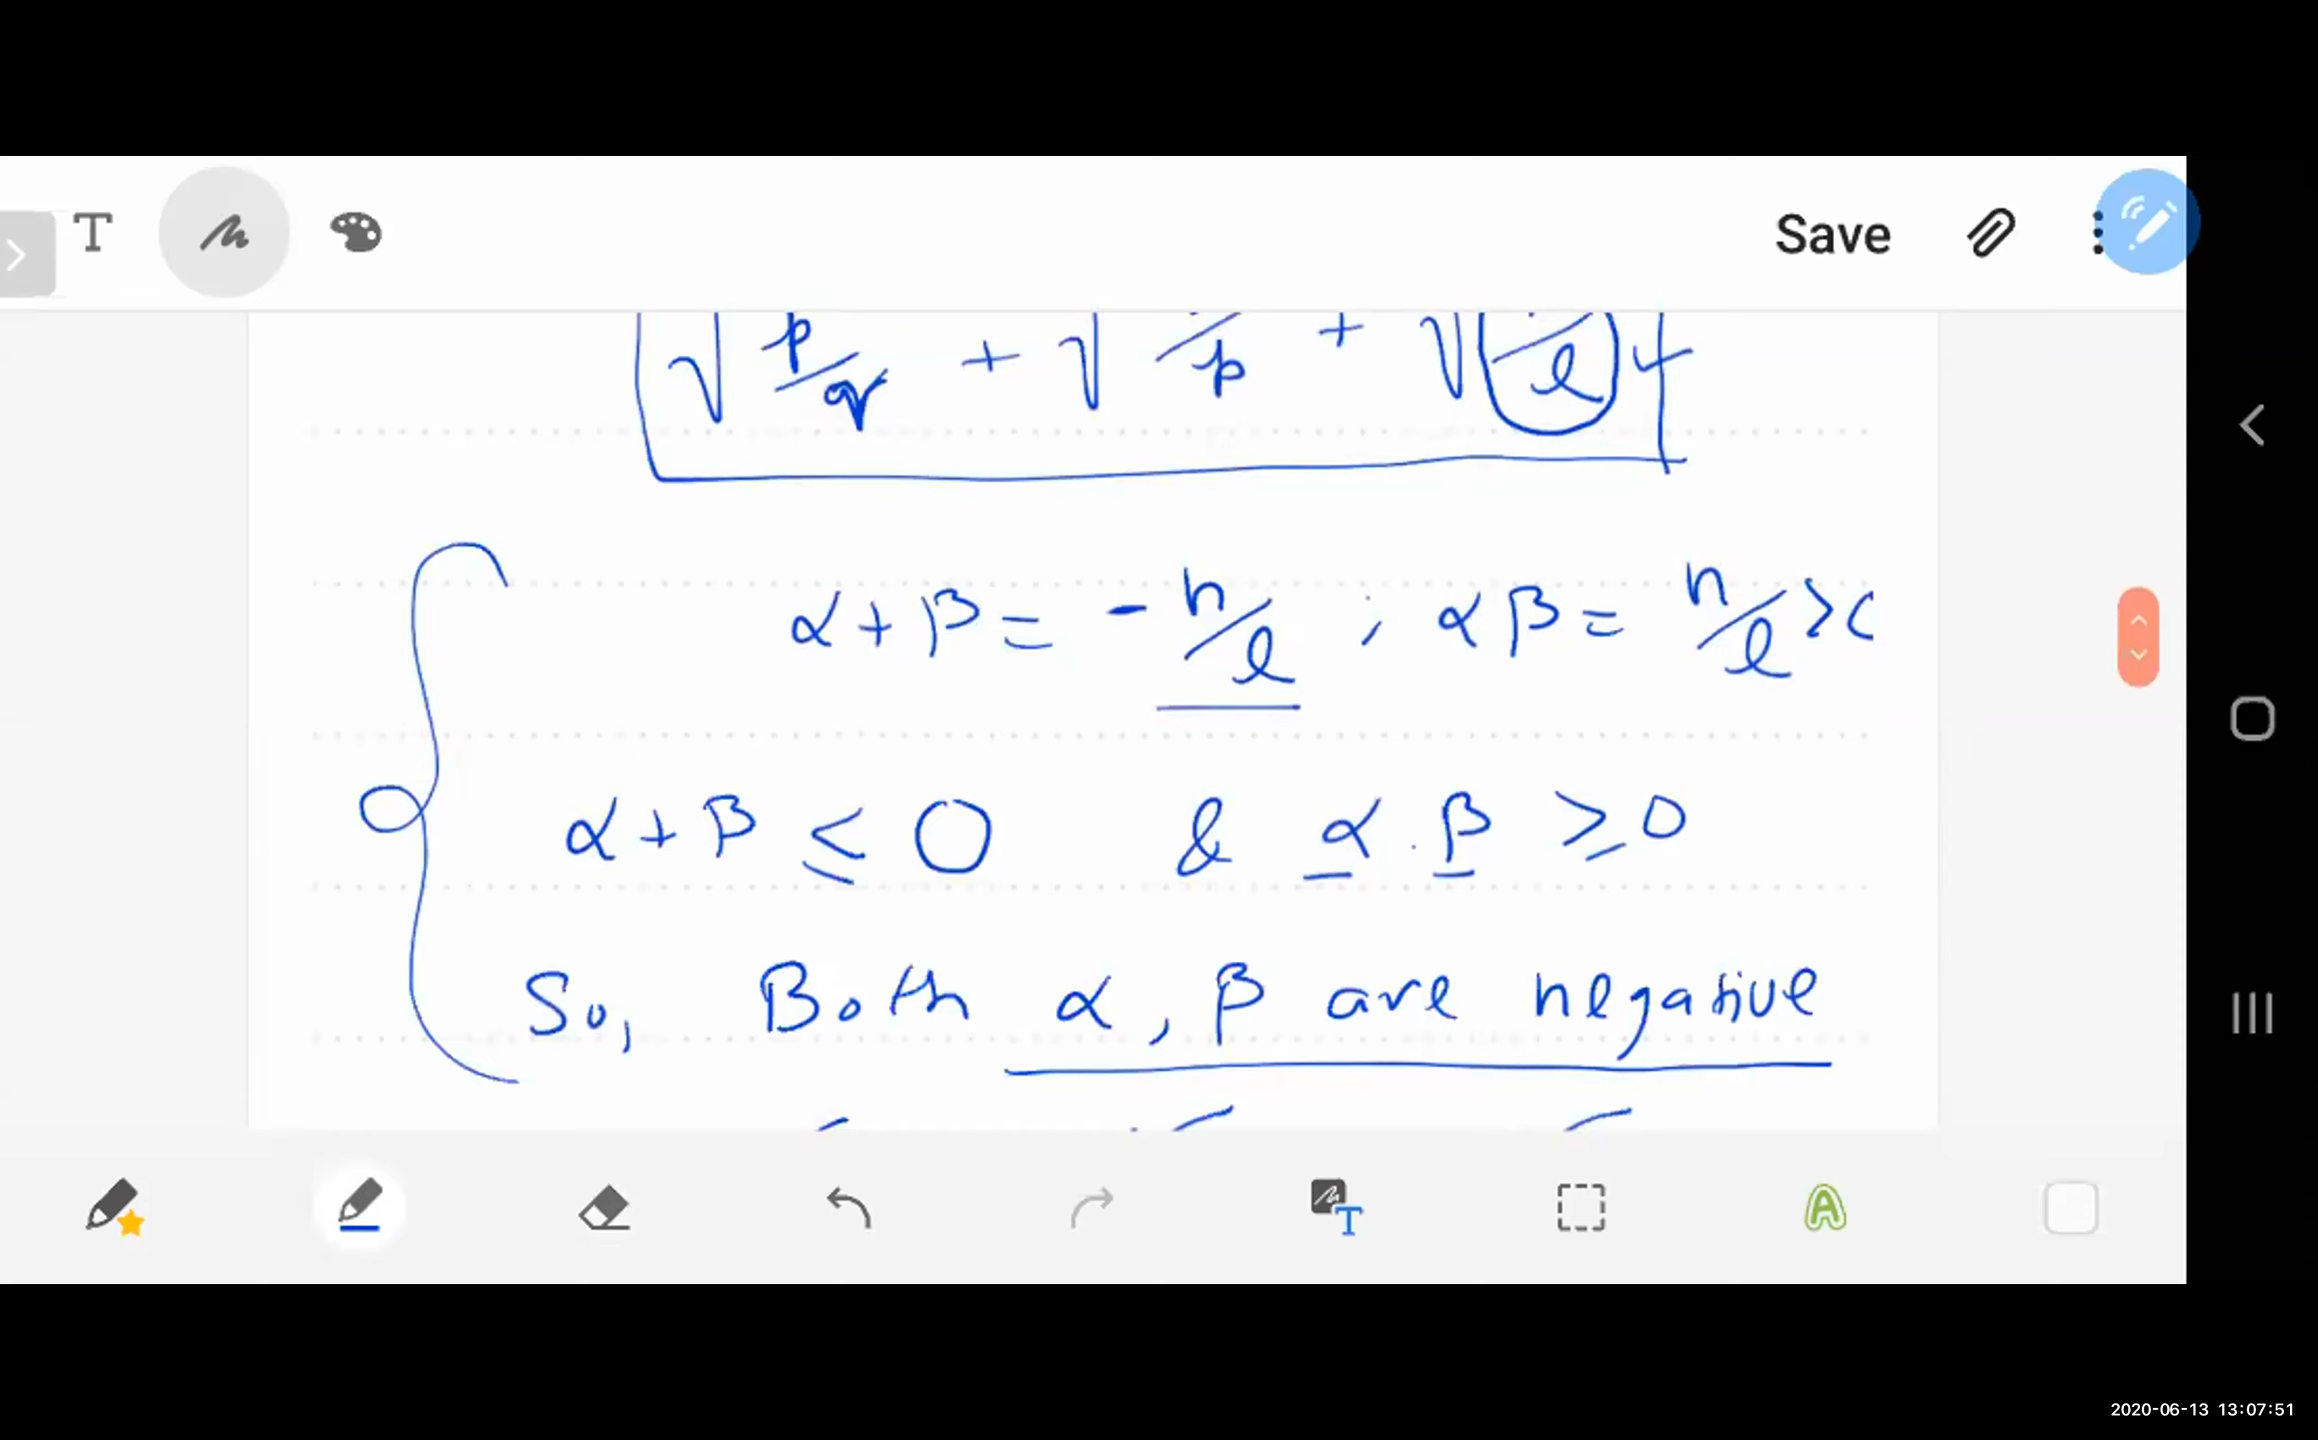 T Save
√p/q + √ /p + √ /l
α + β = - n/l ; αβ = n/l >
α + β ≤ 0 & α . β ≥ 0
So, Both α, β are negative
T A
2020-06-13 13:07:51